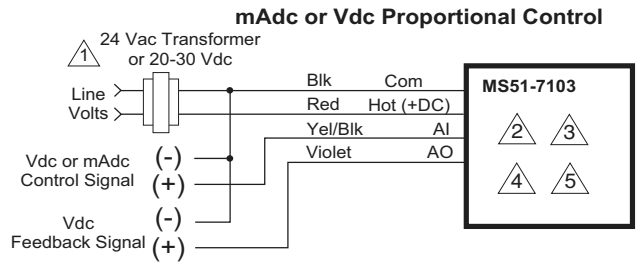 mAdc or Vdc Proportional Control
24 Vac Transformer
or 20-30 Vdc
1
Line
Volts
Blk Com
Red Hot (+DC)
Yel/Blk AI
Violet AO
MS51-7103
2 3
4 5
Vdc or mAdc
Control Signal
(-)
(+)
Vdc
Feedback Signal
(-)
(+)